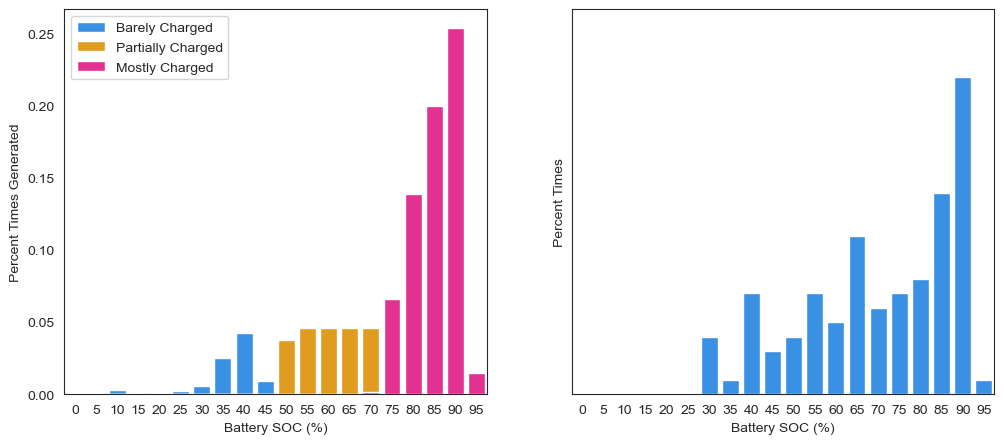 Barely Charged
Partially Charged
Mostly Charged
Percent Times Generated
0.25
0.20
0.15
0.10
0.05
0.00
0 5 10 15 20 25 30 35 40 45 50 55 60 65 70 75 80 85 90 95
Battery SOC (%)
Percent Times
0 5 10 15 20 25 30 35 40 45 50 55 60 65 70 75 80 85 90 95
Battery SOC (%)